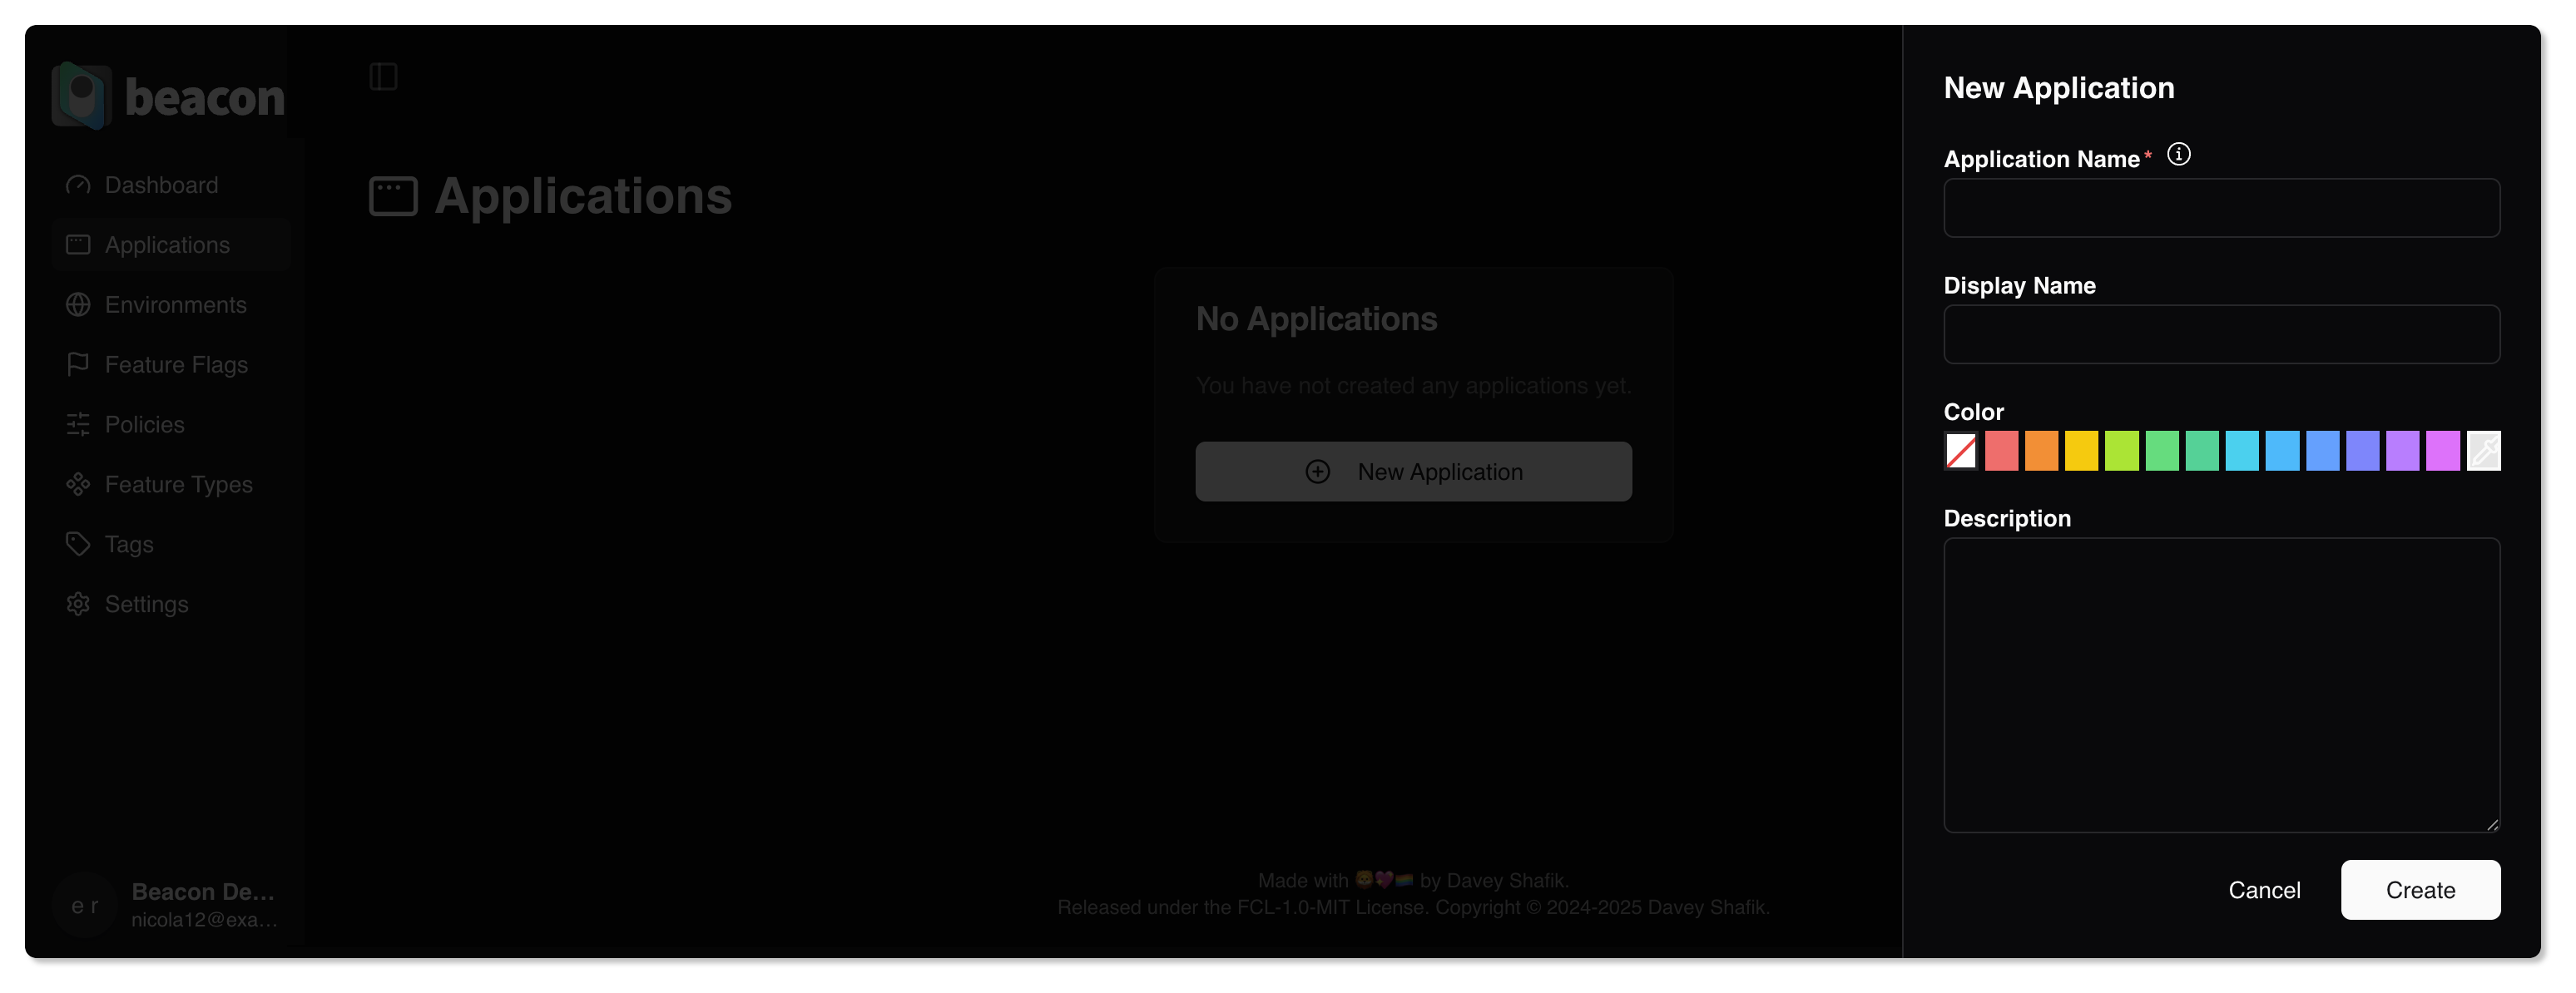 beacon
Dashboard
Applications
Environments
Feature Flags
Policies
Feature Types
Tags
Settings
e r
Beacon De...
nicola12@exa...
Applications
No Applications
You have not created any applications yet.
New Application
Made with 🦁💖🏳️‍🌈 by Davey Shafik.
Released under the FCL-1.0-MIT License. Copyright © 2024-2025 Davey Shafik.
New Application
Application Name*
Display Name
Color
Description
Cancel
Create